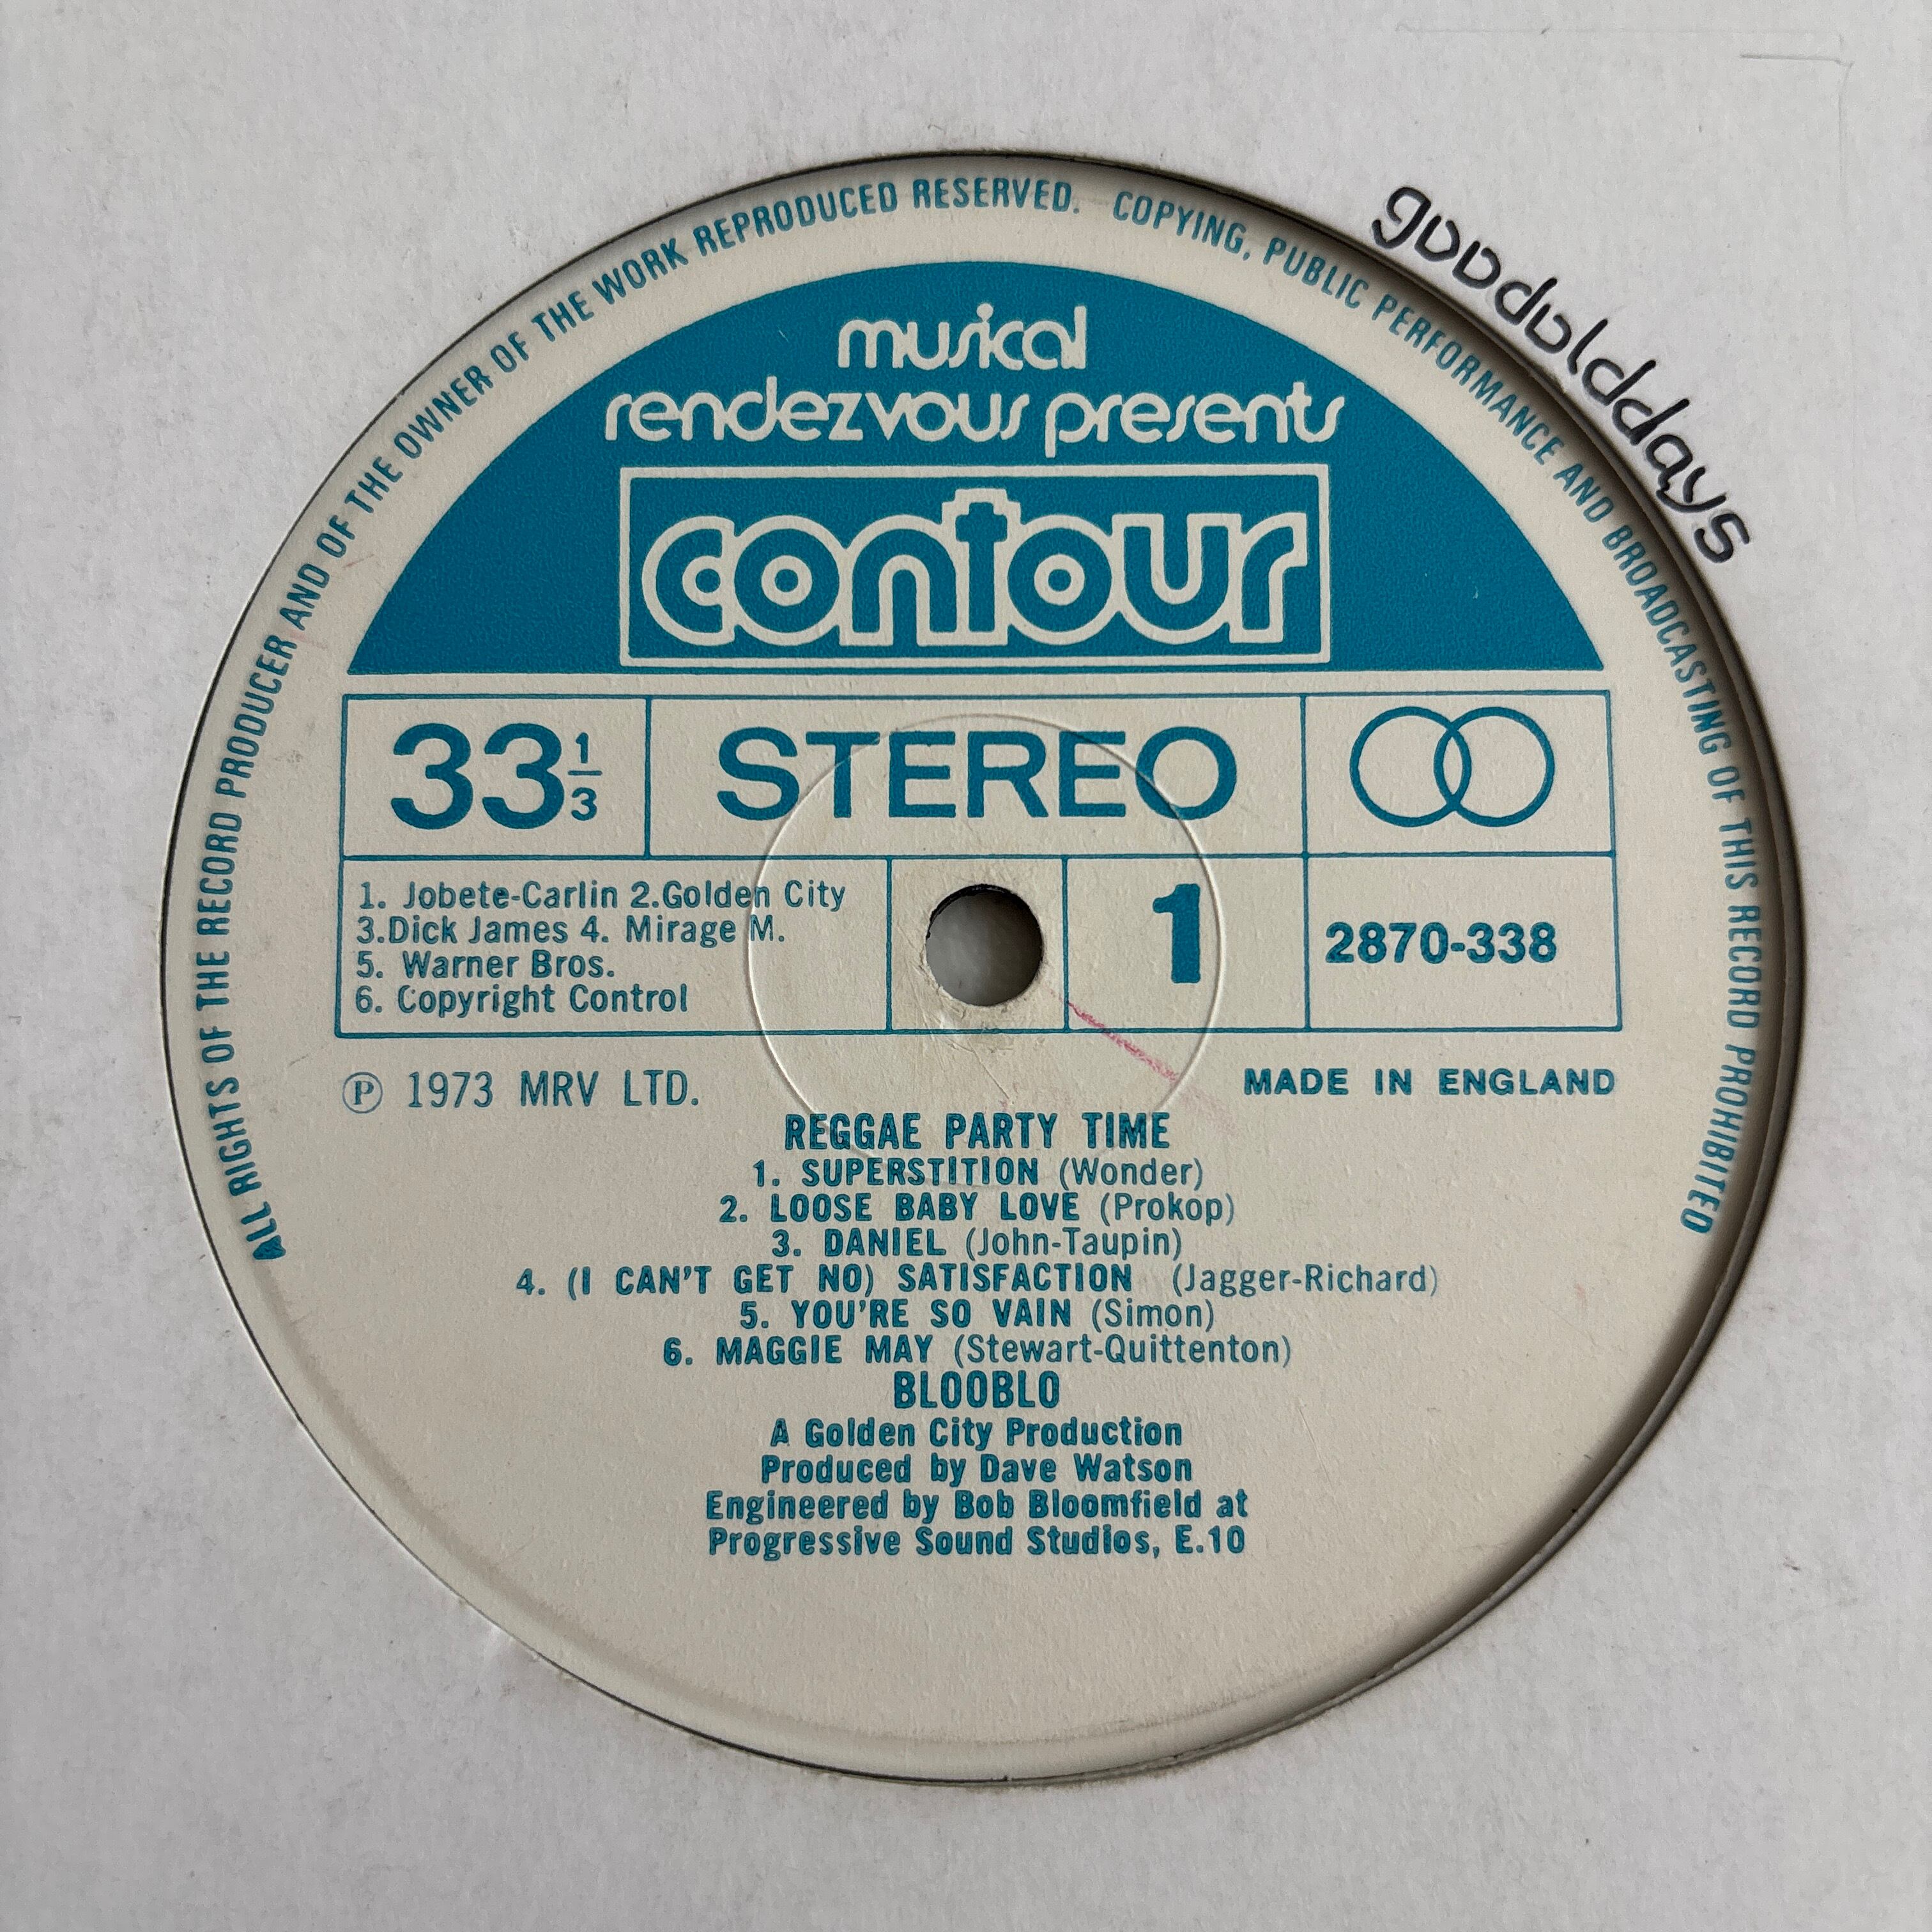 ALL RIGHTS OF THE RECORD PRODUCER AND OF THE OWNER OF THE WORK REPRODUCED RESERVED. COPYING, PUBLIC PERFORMANCE AND BROADCASTING OF THIS RECORD PROHIBITED
goodolddays
musical
rendezvous presents
contour
33 1/3 STEREO
1. Jobete-Carlin 2.Golden City
3.Dick James 4. Mirage M.
5. Warner Bros.
6. Copyright Control
1
2870-338
Ⓟ 1973 MRV LTD.
MADE IN ENGLAND
REGGAE PARTY TIME
1. SUPERSTITION (Wonder)
2. LOOSE BABY LOVE (Prokop)
3. DANIEL (John-Taupin)
4. (I CAN'T GET NO) SATISFACTION (Jagger-Richard)
5. YOU'RE SO VAIN (Simon)
6. MAGGIE MAY (Stewart-Quittenton)
BLOOBLO
A Golden City Production
Produced by Dave Watson
Engineered by Bob Bloomfield at
Progressive Sound Studios, E.10